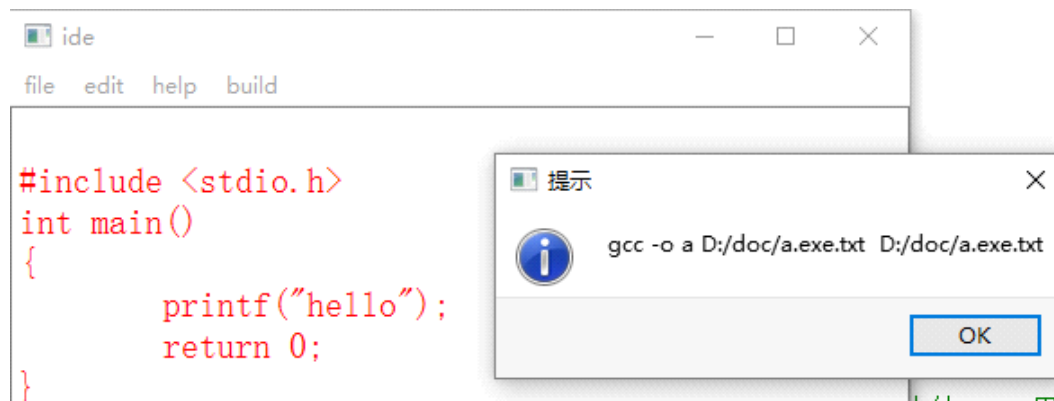 ide
file edit help build
#include <stdio.h>
int main()
{
printf("hello");
return 0;
}
提示
gcc -o a D:/doc/a.exe.txt D:/doc/a.exe.txt
OK